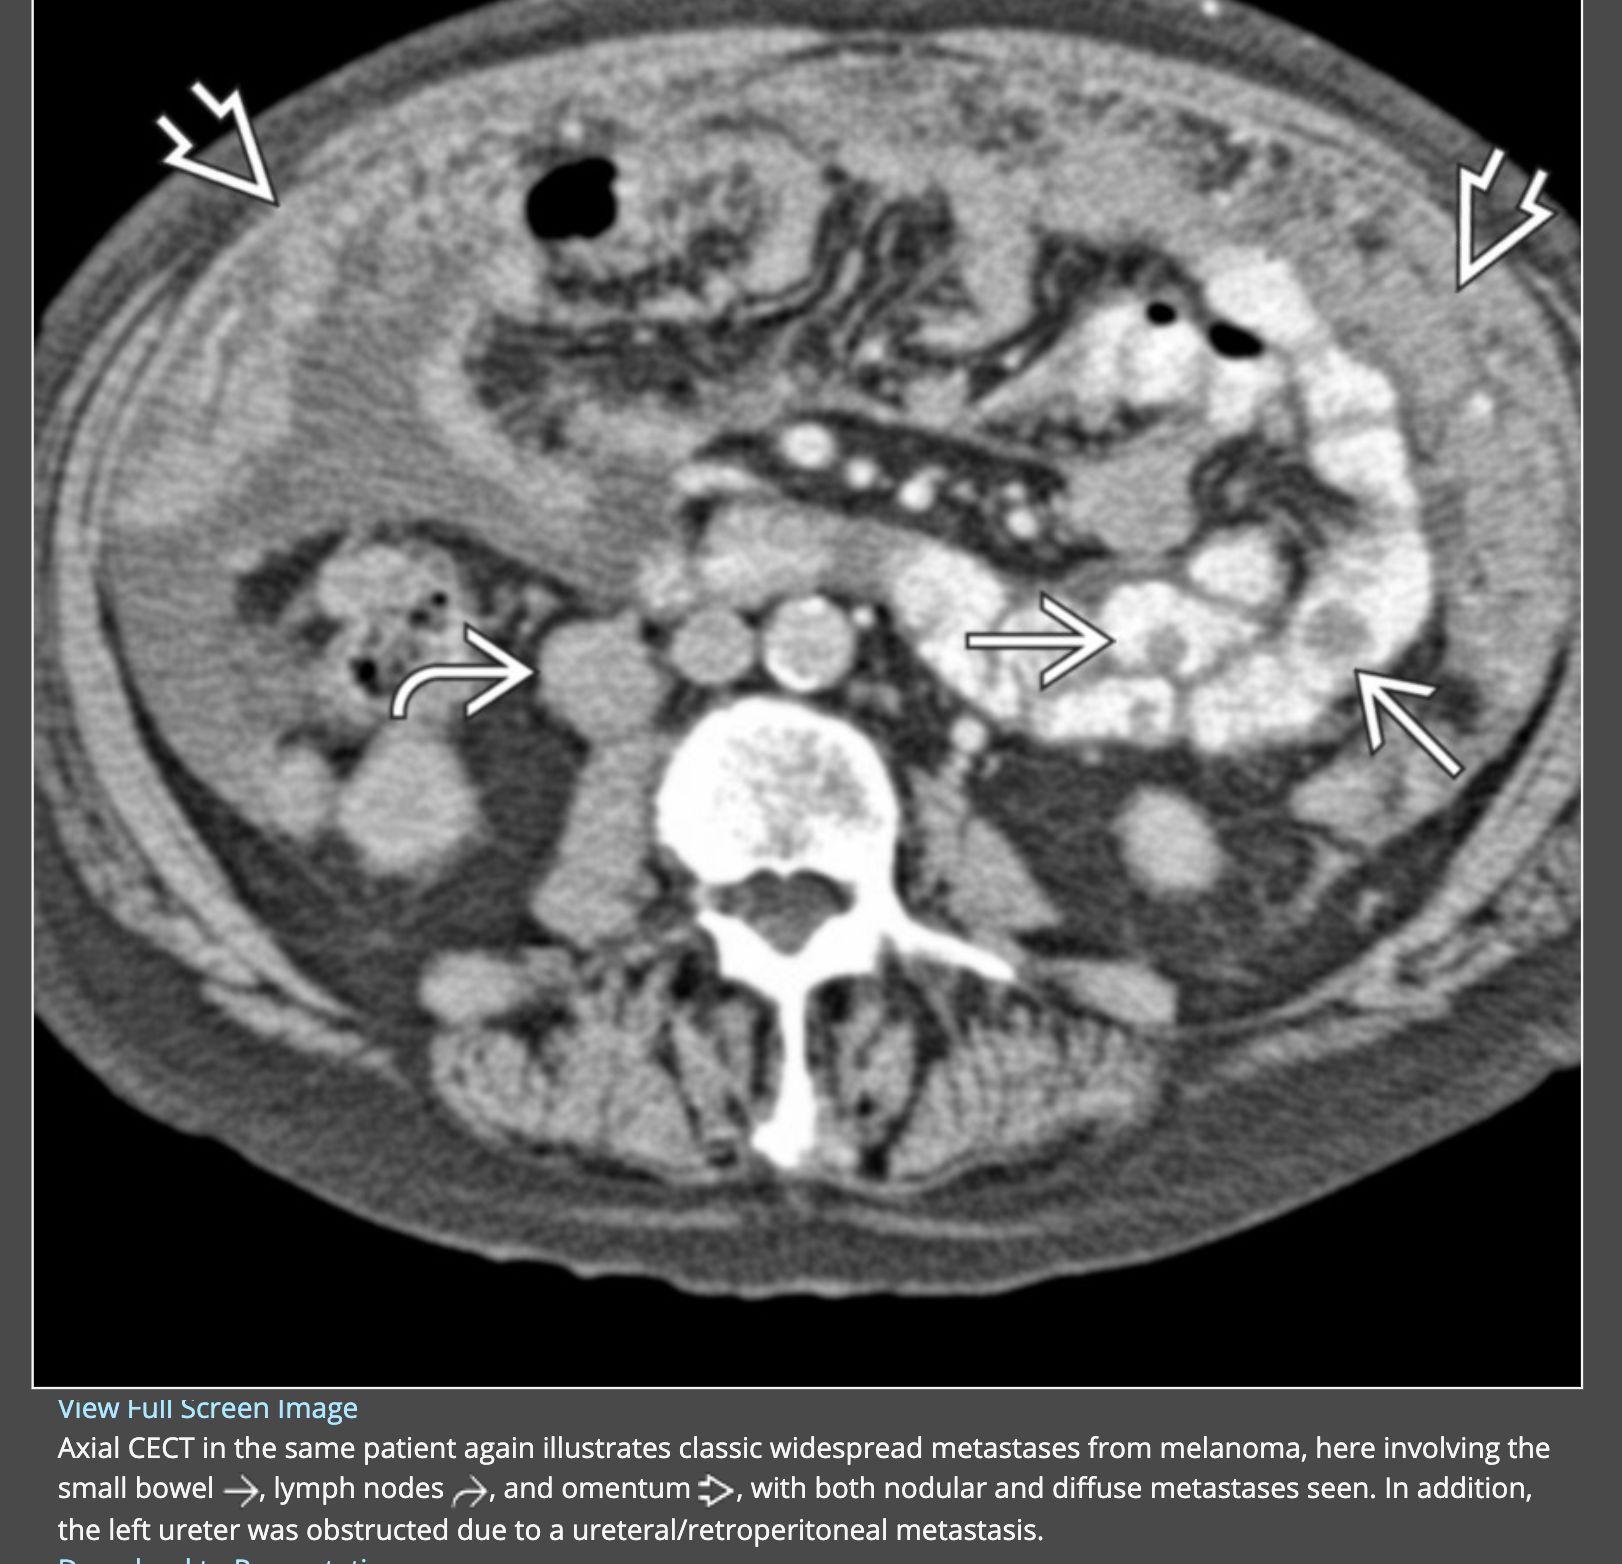 View Full Screen Image
Axial CECT in the same patient again illustrates classic widespread metastases from melanoma, here involving the
small bowel , lymph nodes , and omentum , with both nodular and diffuse metastases seen. In addition,
the left ureter was obstructed due to a ureteral/retroperitoneal metastasis.